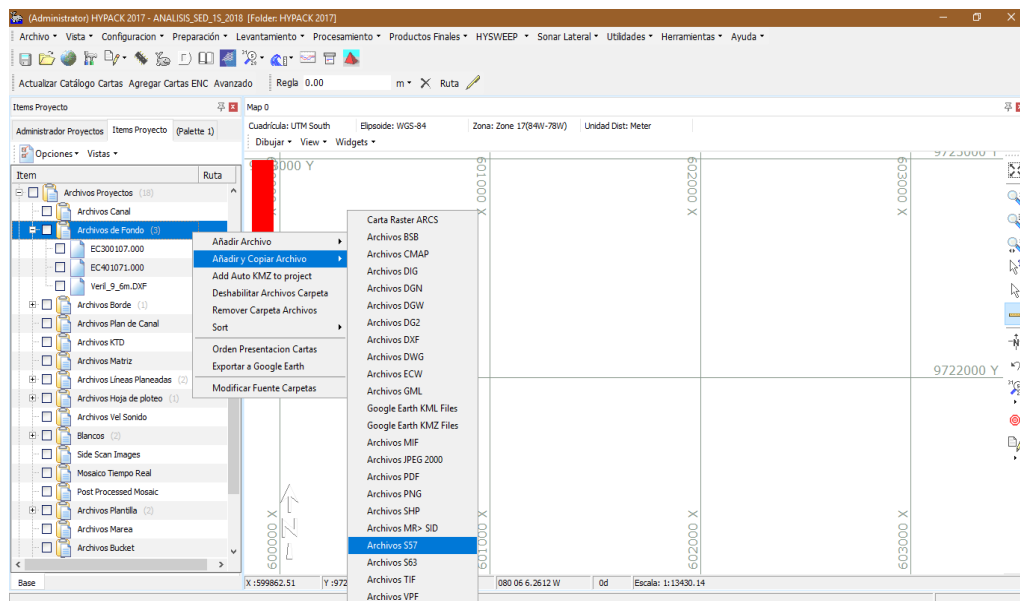 (Administrator) HYPACK 2017 - ANALISIS_SED_1S_2018 [Folder: HYPACK 2017]
Archivo Vista Configuracion Preparación Levantamiento Procesamiento Productos Finales HYSWEEP Sonar Lateral Utilidades Herramientas Ayuda
Actualizar Catálogo Cartas Agregar Cartas ENC Avanzado Regla 0.00 m Ruta
Items Proyecto
Map 0
Administrador Proyectos Items Proyecto (Palette 1)
Cuadrícula: UTM South Elipsoide: WGS-84 Zona: Zone 17(84W-78W) Unidad Dist: Meter
Opciones Vistas
Dibujar View Widgets
Item Ruta
Archivos Proyectos (18)
Archivos Canal
Archivos de Fondo (3)
EC300107.000
EC401071.000
Veril_9_6m.DXF
Archivos Borde (1)
Archivos Plan de Canal
Archivos KTD
Archivos Matriz
Archivos Líneas Planeadas (2)
Archivos Hoja de ploteo (1)
Archivos Vel Sonido
Blancos (2)
Side Scan Images
Mosaico Tiempo Real
Post Processed Mosaic
Archivos Plantilla (2)
Archivos Marea
Archivos Bucket
Base
Añadir Archivo
Añadir y Copiar Archivo
Add Auto KMZ to project
Deshabilitar Archivos Carpeta
Remover Carpeta Archivos
Sort
Orden Presentacion Cartas
Exportar a Google Earth
Modificar Fuente Carpetas
Carta Raster ARCS
Archivos BSB
Archivos CMAP
Archivos DIG
Archivos DGN
Archivos DGW
Archivos DG2
Archivos DXF
Archivos DWG
Archivos ECW
Archivos GML
Google Earth KML Files
Google Earth KMZ Files
Archivos MIF
Archivos JPEG 2000
Archivos PDF
Archivos PNG
Archivos SHP
Archivos MR> SID
Archivos S57
Archivos S63
Archivos TIF
Archivos VPF
9723000 Y
601000 X
602000 X
603000 X
9722000 Y
600000 X
601000 X
602000 X
603000 X
N
X :599862.51 Y :972
080 06 6.2612 W 0d Escala: 1:13430.14